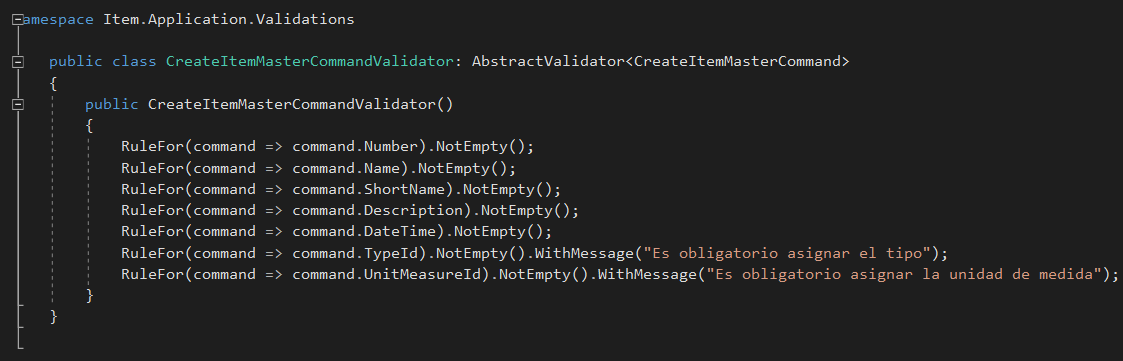 amespace Item.Application.Validations
public class CreateItemMasterCommandValidator: AbstractValidator<CreateItemMasterCommand>
{
public CreateItemMasterCommandValidator()
{
RuleFor(command => command.Number).NotEmpty();
RuleFor(command => command.Name).NotEmpty();
RuleFor(command => command.ShortName).NotEmpty();
RuleFor(command => command.Description).NotEmpty();
RuleFor(command => command.DateTime).NotEmpty();
RuleFor(command => command.TypeId).NotEmpty().WithMessage("Es obligatorio asignar el tipo");
RuleFor(command => command.UnitMeasureId).NotEmpty().WithMessage("Es obligatorio asignar la unidad de medida");
}
}